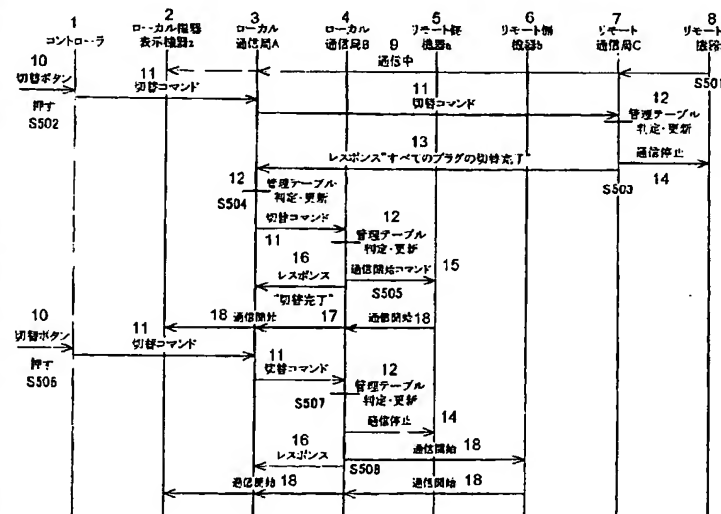 1 2 3 4 5 6 7 8
コントローラ
ローカル機器
表示機器z
ローカル
通信局A
ローカル
通信局B
リモート側
機器b
リモート
通信局C
リモート
9
通信中
S501
10
切替ボタン
押す
S502
11
切替コマンド
11
切替コマンド
12
管理テーブル
判定・更新
13
レスポンス"すべてのプラグの切替完了"
S503
通信停止
14
12
管理テーブル
判定・更新
S504
切替コマンド
11
12
管理テーブル
判定・更新
16
レスポンス
"切替完了"
通信開始コマンド
15
S505
18 通信開始
17
通信開始 18
10
切替ボタン
押す
S506
11
切替コマンド
11
切替コマンド
S507
12
管理テーブル
判定・更新
通信停止
14
16
レスポンス
S508
通信開始 18
通信開始 18
通信開始 18